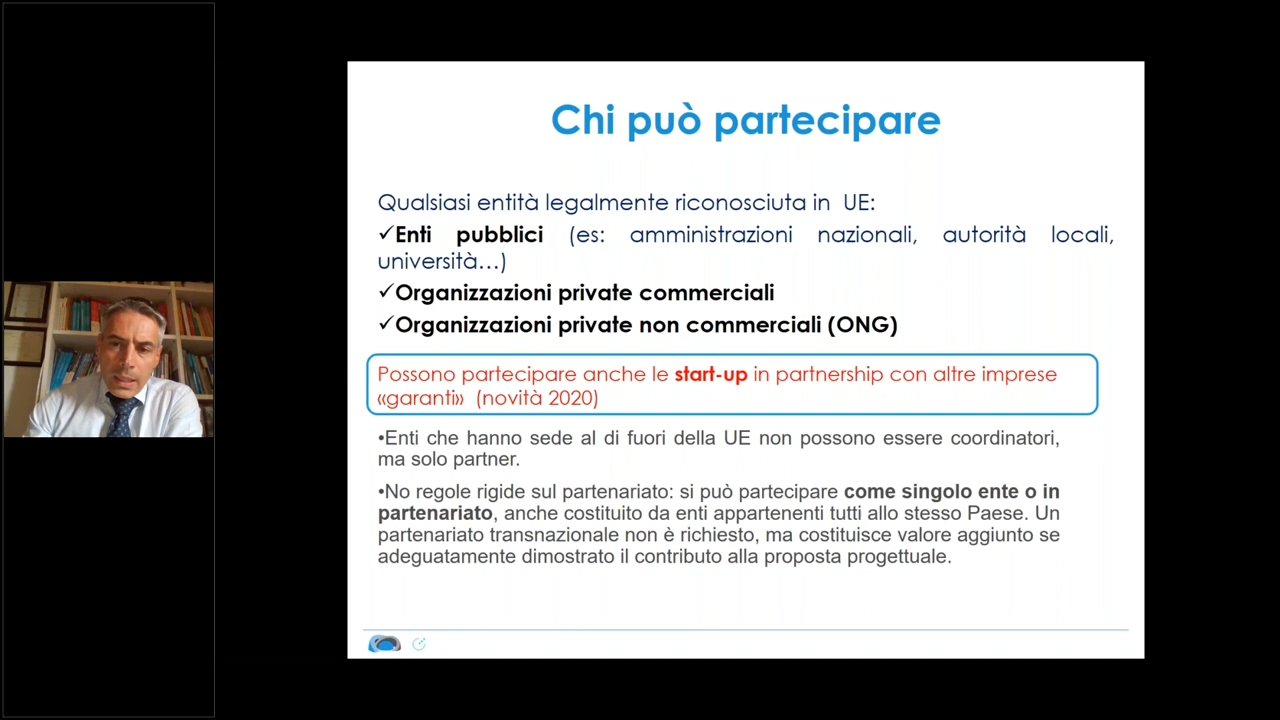 Chi può partecipare
Qualsiasi entità legalmente riconosciuta in UE:
✓Enti pubblici (es: amministrazioni nazionali, autorità locali,
università…)
✓Organizzazioni private commerciali
✓Organizzazioni private non commerciali (ONG)
Possono partecipare anche le start-up in partnership con altre imprese
«garanti» (novità 2020)
•Enti che hanno sede al di fuori della UE non possono essere coordinatori,
ma solo partner.
•No regole rigide sul partenariato: si può partecipare come singolo ente o in
partenariato, anche costituito da enti appartenenti tutti allo stesso Paese. Un
partenariato transnazionale non è richiesto, ma costituisce valore aggiunto se
adeguatamente dimostrato il contributo alla proposta progettuale.